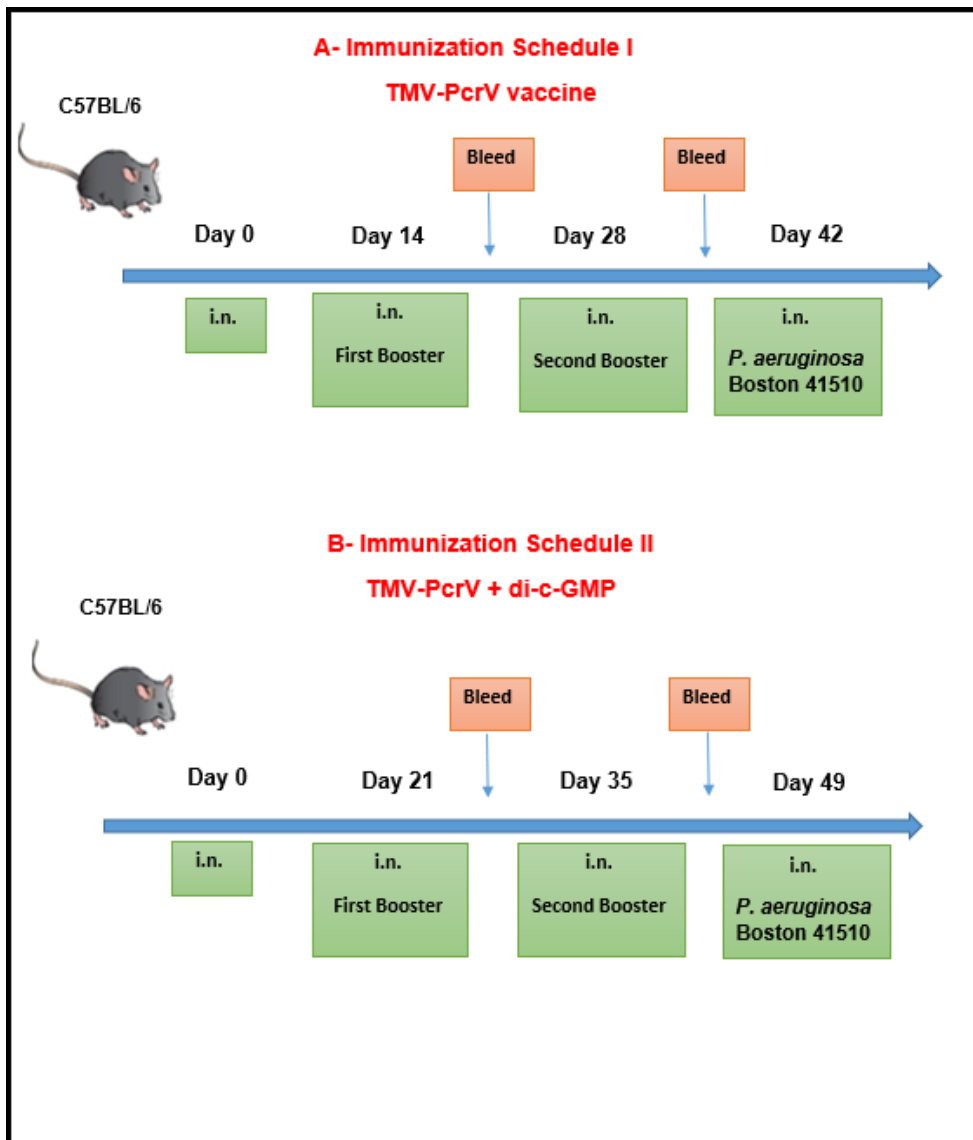 A- Immunization Schedule I
TMV-PcrV vaccine
C57BL/6
Bleed
Bleed
Day 0
Day 14
Day 28
Day 42
i.n.
i.n.
First Booster
i.n.
Second Booster
i.n.
P. aeruginosa
Boston 41510
B- Immunization Schedule II
TMV-PcrV + di-c-GMP
C57BL/6
Bleed
Bleed
Day 0
Day 21
Day 35
Day 49
i.n.
i.n.
First Booster
i.n.
Second Booster
i.n.
P. aeruginosa
Boston 41510